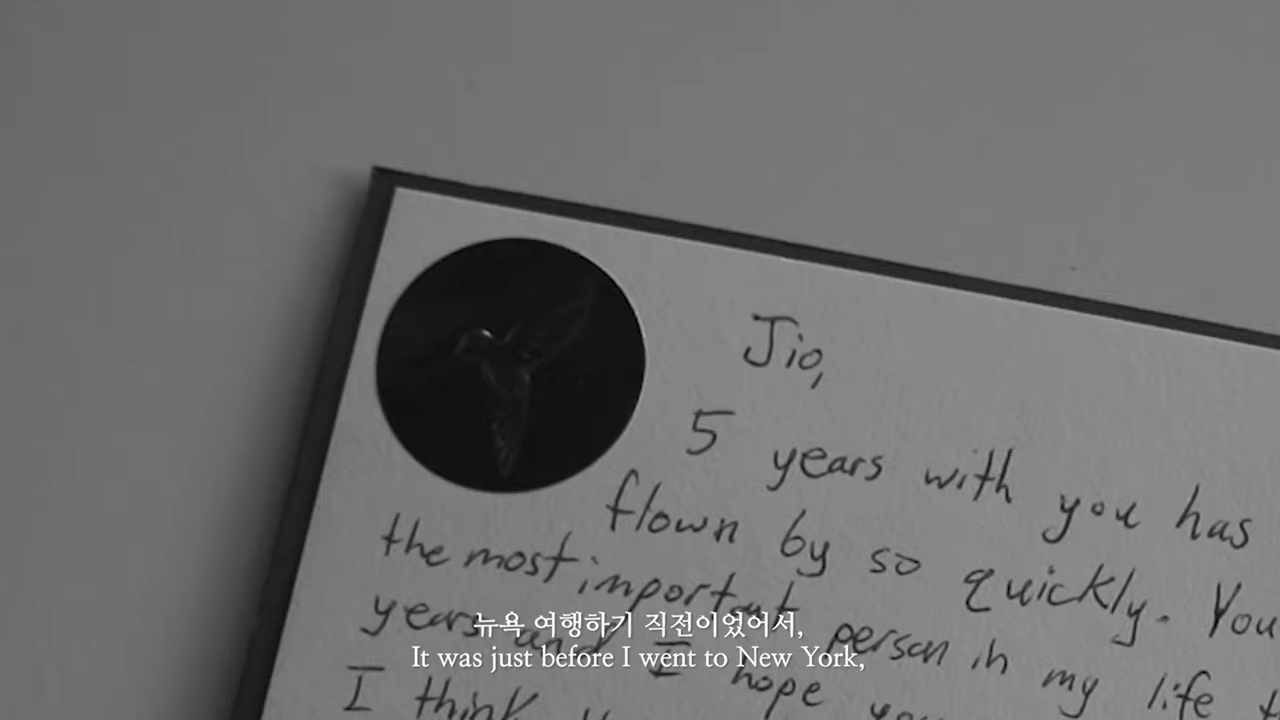 Jio,
5 years with you has
flown by so quickly. You
the most important person in my life
years and I hope
I think
뉴욕 여행하기 직전이었어서,
It was just before I went to New York,